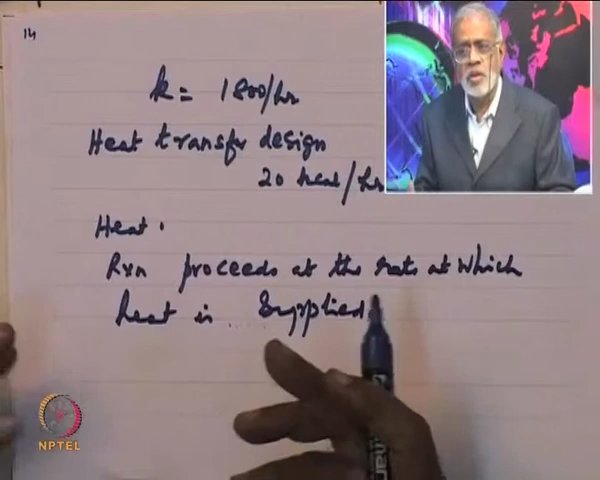 14
k = 1800/hr
Heat transfer design
20 kcal/hr
Heat.
Rxn proceeds at the rate at which
heat is supplied
NPTEL